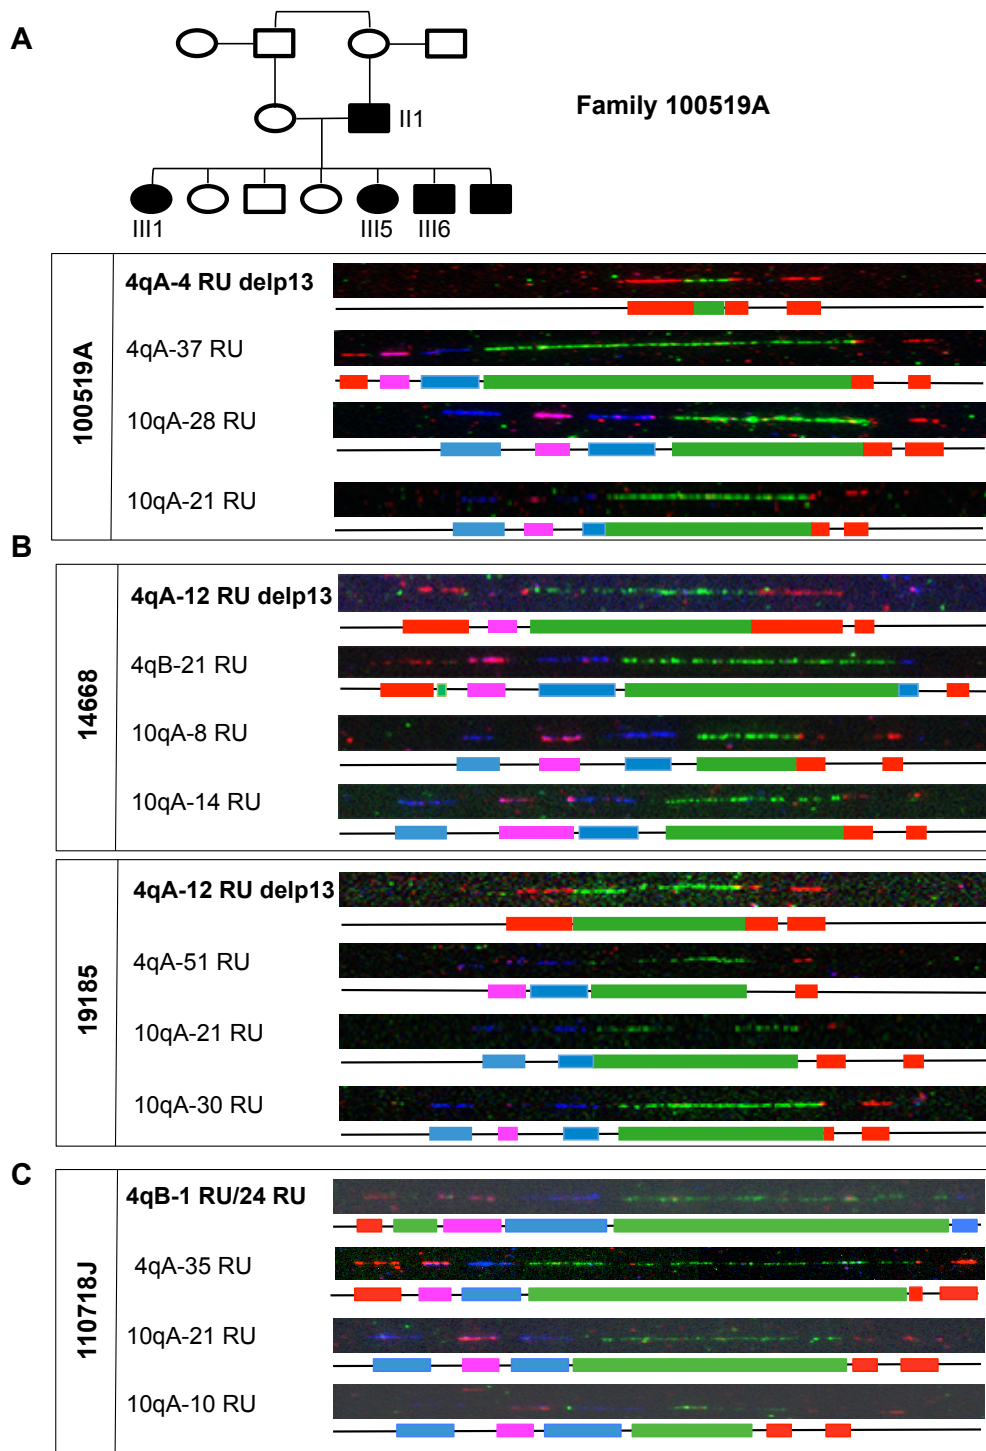 A
II1
Family 100519A
III1
III5
III6
100519A
4qA-4 RU delp13
4qA-37 RU
10qA-28 RU
10qA-21 RU
B
14668
4qA-12 RU delp13
4qB-21 RU
10qA-8 RU
10qA-14 RU
19185
4qA-12 RU delp13
4qA-51 RU
10qA-21 RU
10qA-30 RU
C
110718J
4qB-1 RU/24 RU
4qA-35 RU
10qA-21 RU
10qA-10 RU